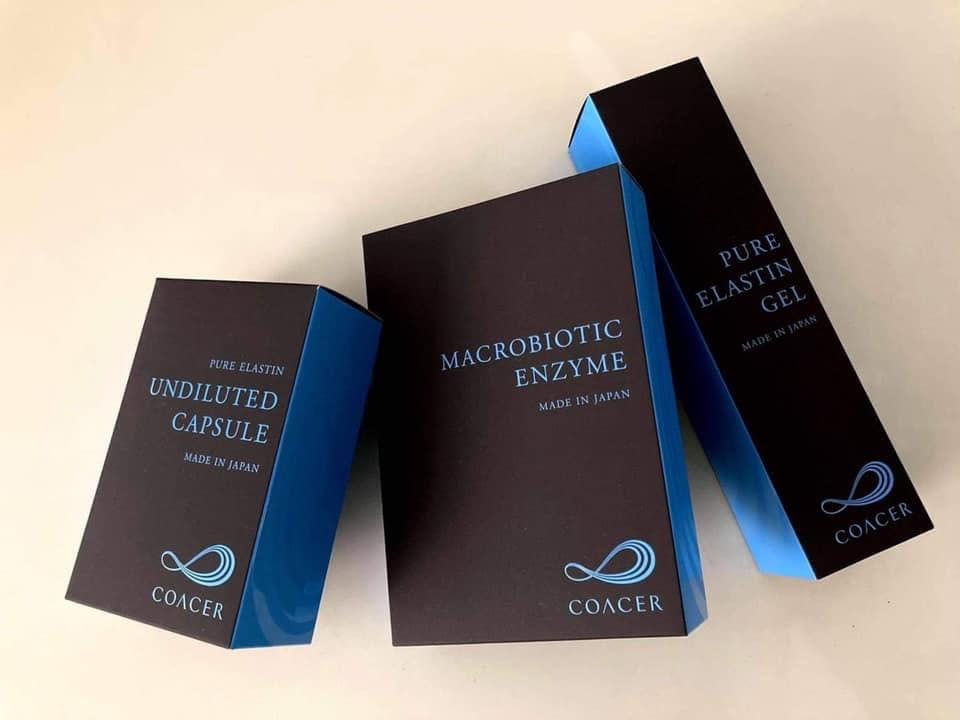 PURE ELASTIN
UNDILUTED
CAPSULE
MADE IN JAPAN
COACER
MACROBIOTIC
ENZYME
MADE IN JAPAN
COACER
PURE
ELASTIN
GEL
MADE IN JAPAN
COACER